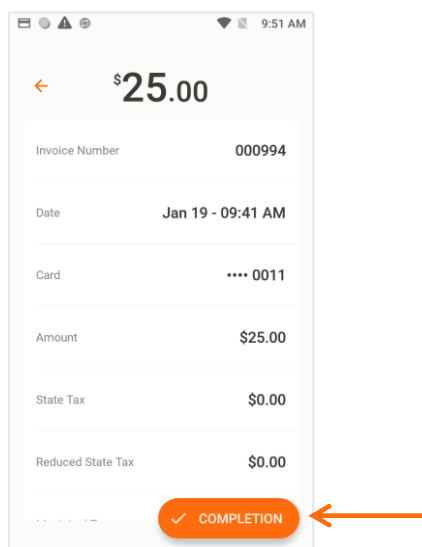 9:51 AM
$25.00
Invoice Number 000994
Date Jan 19 - 09:41 AM
Card •••• 0011
Amount $25.00
State Tax $0.00
Reduced State Tax $0.00
COMPLETION